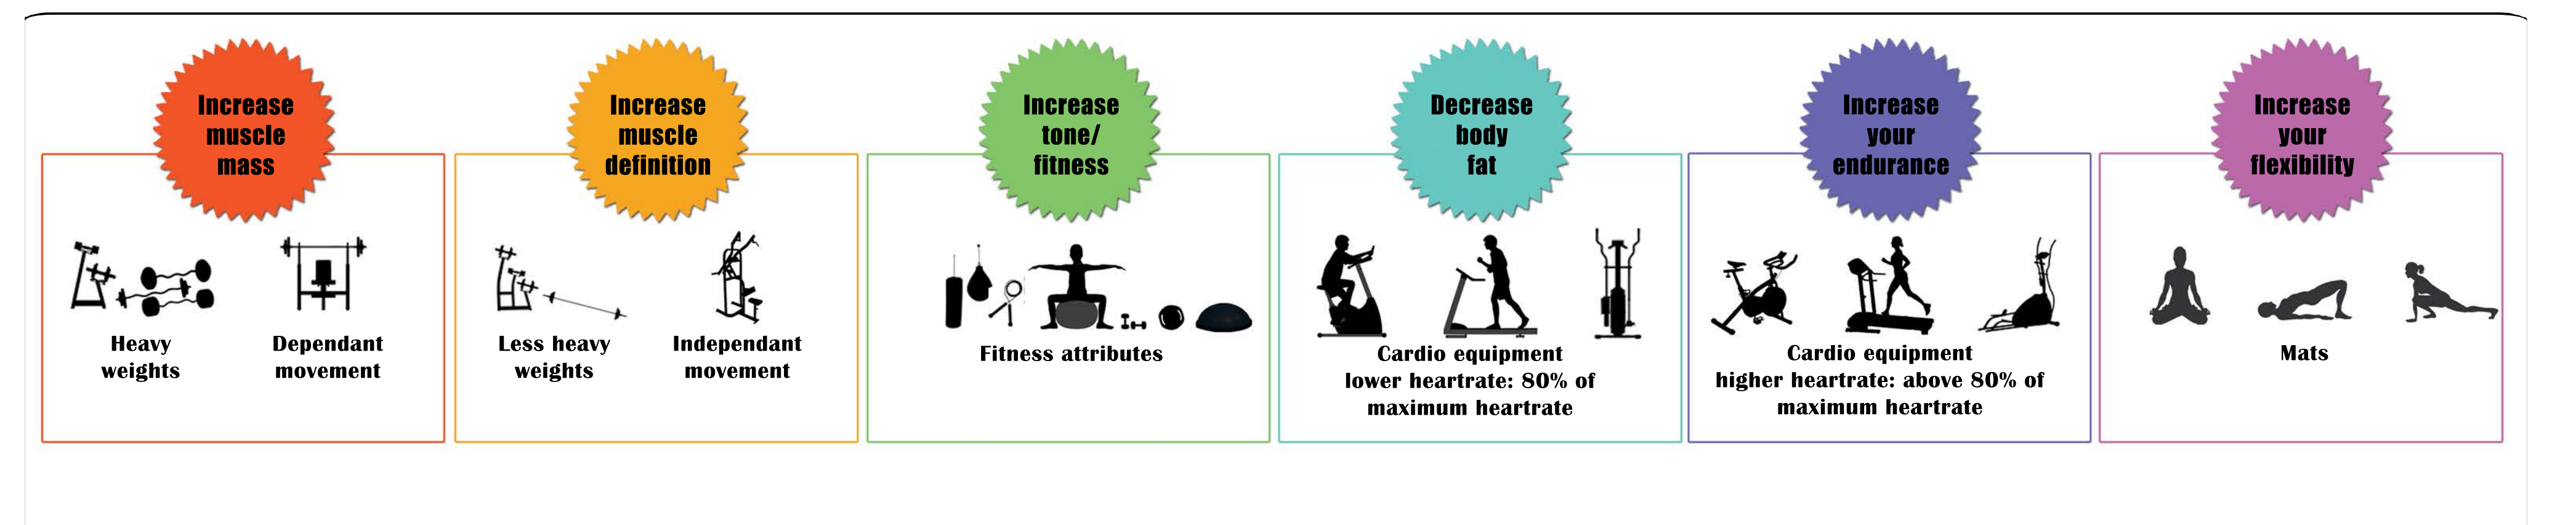 Increase
muscle
mass
Heavy
weights
Dependant
movement
Increase
muscle
definition
Less heavy
weights
Independant
movement
Increase
tone/
fitness
Fitness attributes
Decrease
body
fat
Cardio equipment
lower heartrate: 80% of
maximum heartrate
Increase
your
endurance
Cardio equipment
higher heartrate: above 80% of
maximum heartrate
Increase
your
flexibility
Mats